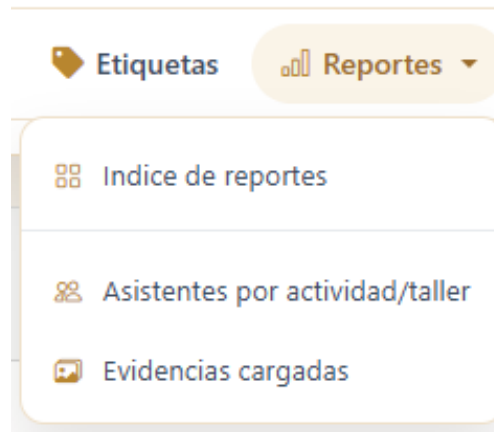 Etiquetas Reportes
Indice de reportes
Asistentes por actividad/taller
Evidencias cargadas